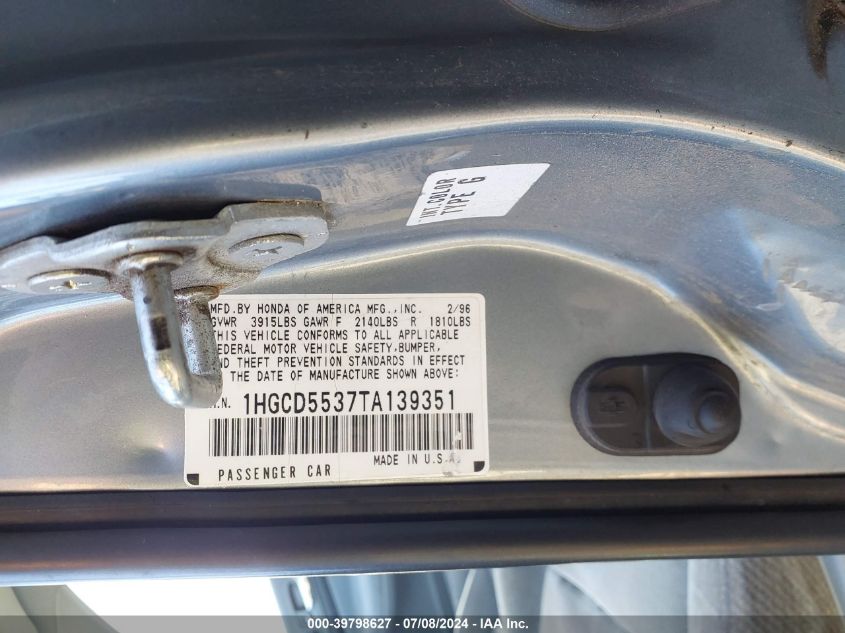 INT. COLOR
TYPE G
MFD.BY HONDA OF AMERICA MFG.,INC. 2/96
GVWR 3915LBS GAWR F 2140LBS R 1810LBS
THIS VEHICLE CONFORMS TO ALL APPLICABLE
FEDERAL MOTOR VEHICLE SAFETY,BUMPER,
AND THEFT PREVENTION STANDARDS IN EFFECT
THE DATE OF MANUFACTURE SHOWN ABOVE:
1HGCD5537TA139351
PASSENGER CAR MADE IN U.S.A.
000-39798627 - 07/08/2024 - IAA Inc.